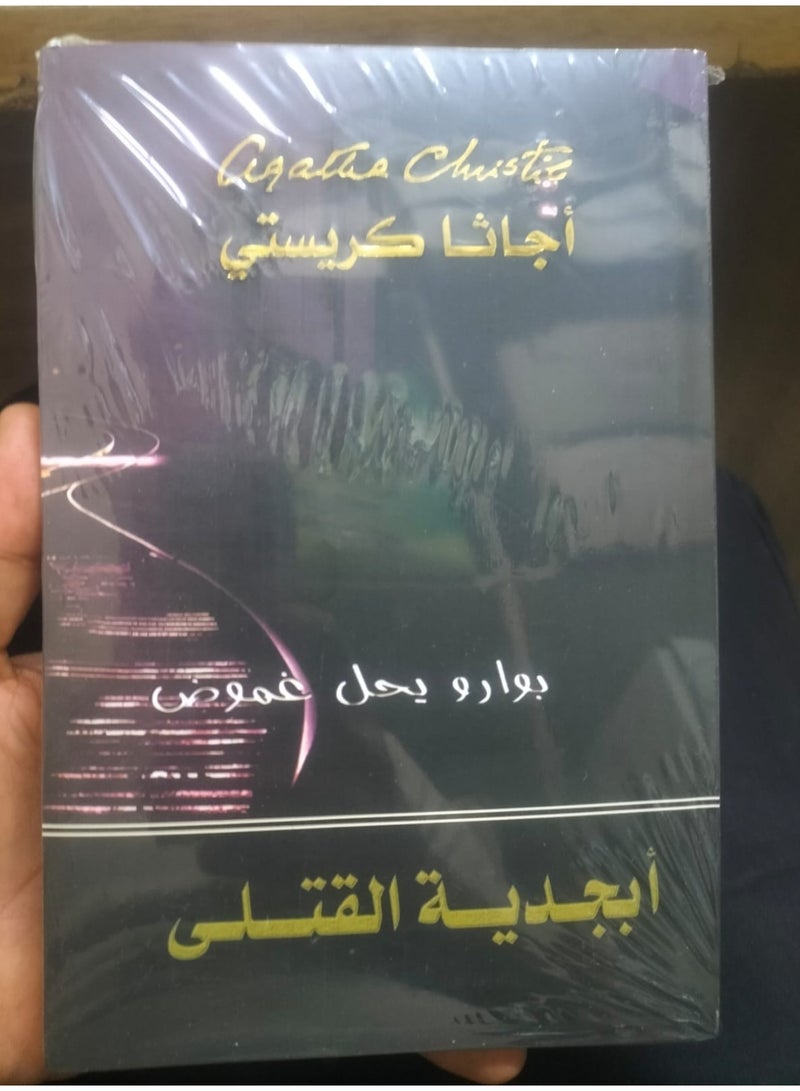 Agatha Christie
أجاثا كريستي
بوارو يحل غموض
أبجدية القتلى